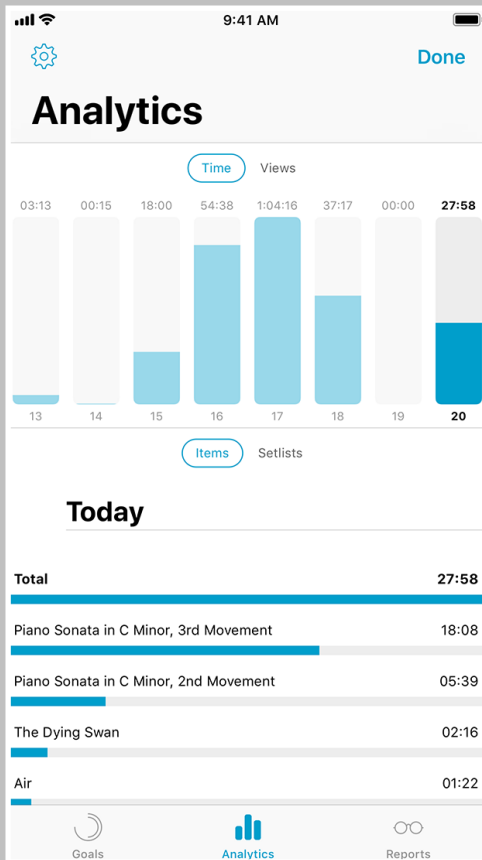 9:41 AM
Done
Analytics
Time Views
03:13 00:15 18:00 54:38 1:04:16 37:17 00:00 27:58
13 14 15 16 17 18 19 20
Items Setlists
Today
Total 27:58
Piano Sonata in C Minor, 3rd Movement 18:08
Piano Sonata in C Minor, 2nd Movement 05:39
The Dying Swan 02:16
Air 01:22
Goals Analytics Reports